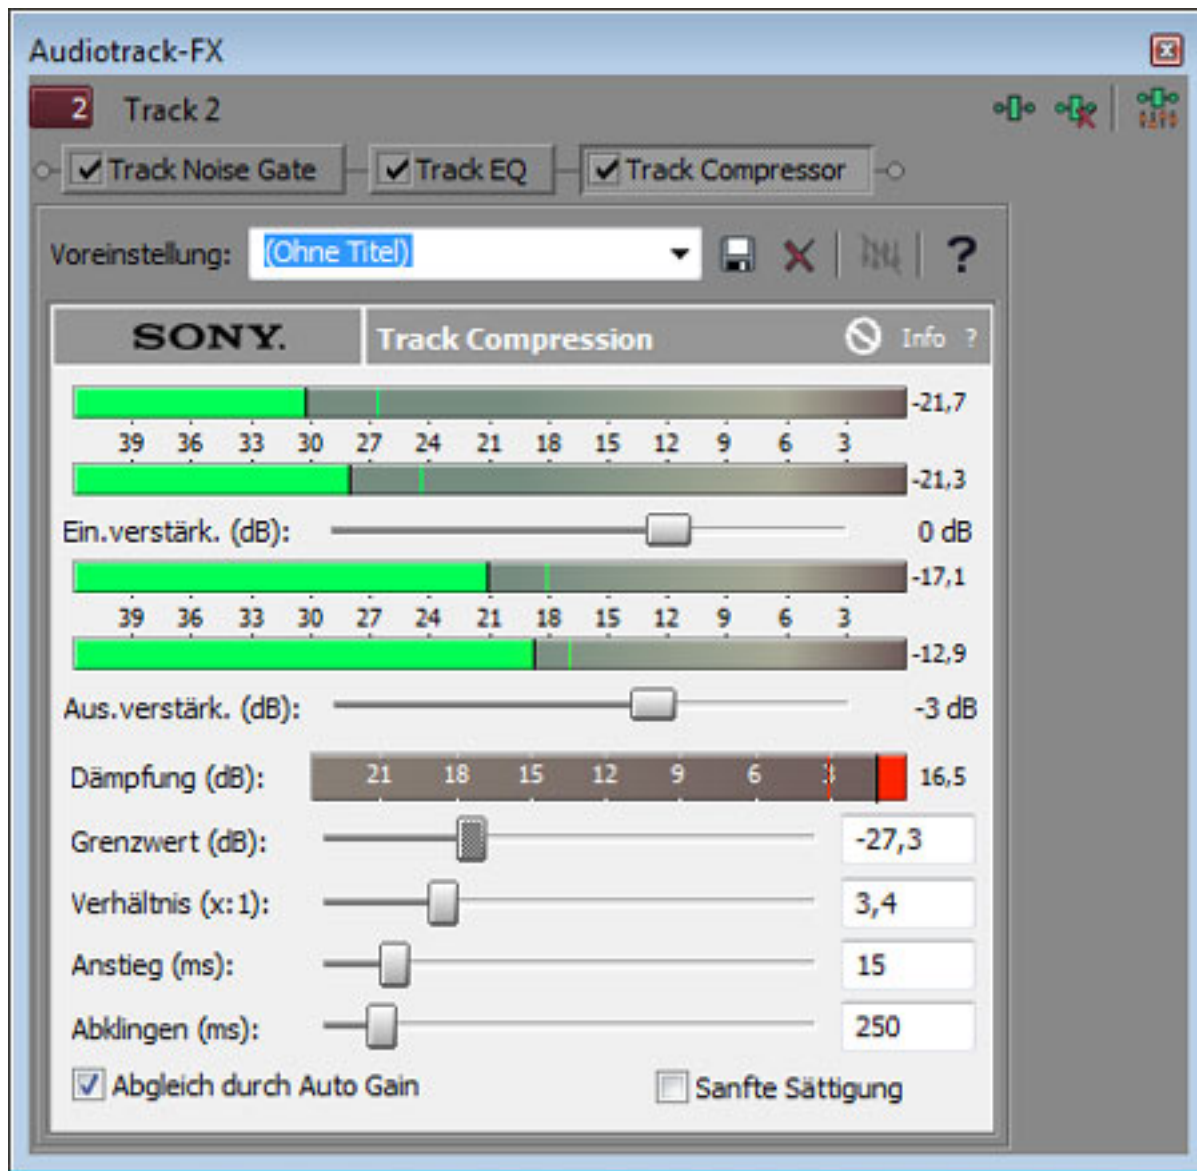 Audiotrack-FX
2 Track 2
Track Noise Gate Track EQ Track Compressor
Voreinstellung: (Ohne Titel) ?
SONY. Track Compression Info ?
-21,7
39 36 33 30 27 24 21 18 15 12 9 6 3
-21,3
Ein.verstärk. (dB): 0 dB
-17,1
39 36 33 30 27 24 21 18 15 12 9 6 3
-12,9
Aus.verstärk. (dB): -3 dB
Dämpfung (dB): 21 18 15 12 9 6 3 16,5
Grenzwert (dB): -27,3
Verhältnis (x:1): 3,4
Anstieg (ms): 15
Abklingen (ms): 250
Abgleich durch Auto Gain Sanfte Sättigung